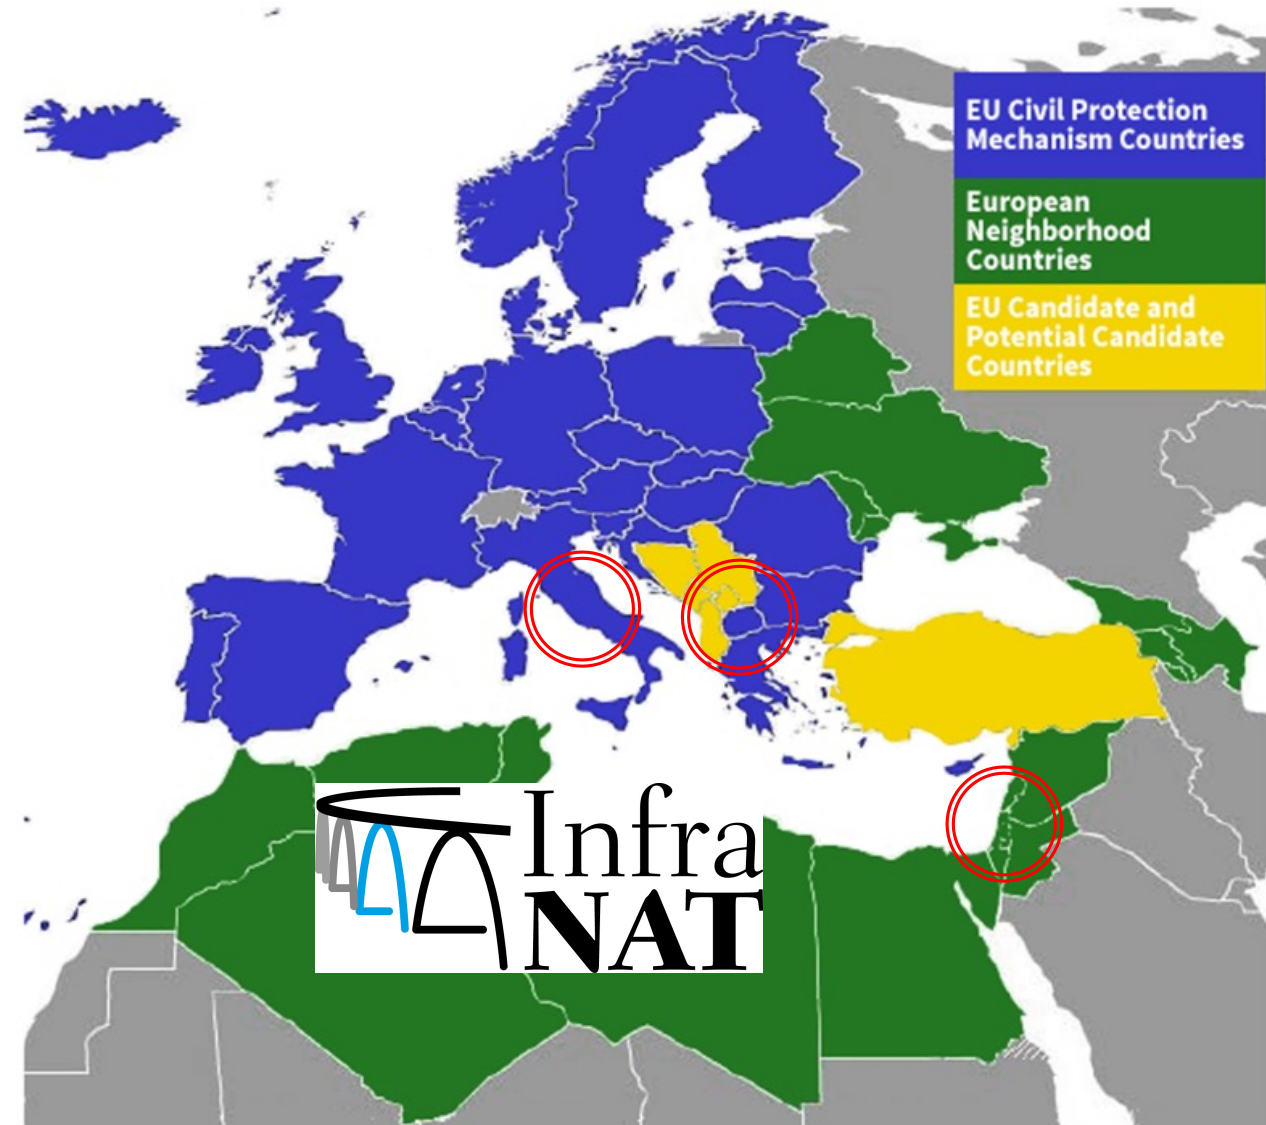 EU Civil Protection
Mechanism Countries
European
Neighborhood
Countries
EU Candidate and
Potential Candidate
Countries
Infra
NAT